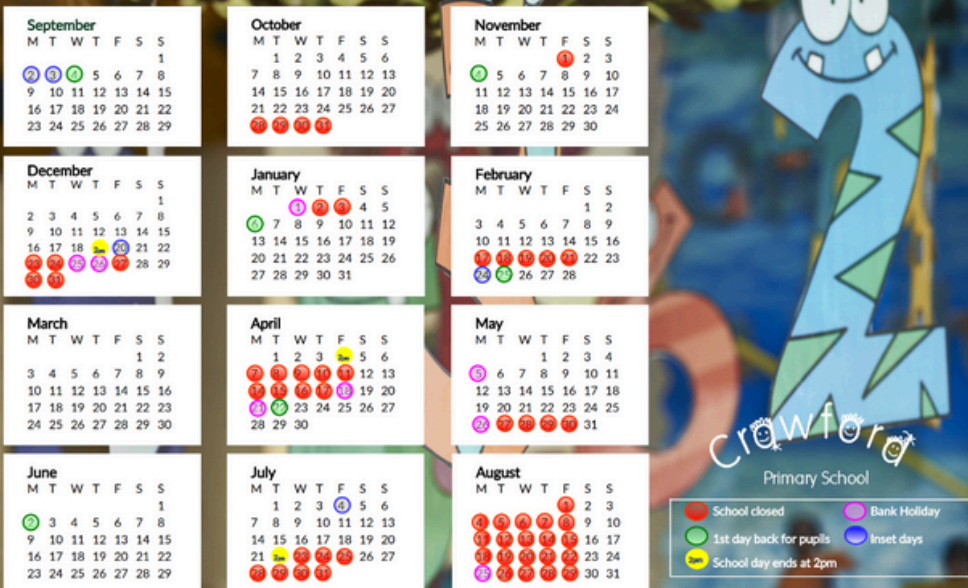 September
M T W T F S S
1
2 3 4 5 6 7 8
9 10 11 12 13 14 15
16 17 18 19 20 21 22
23 24 25 26 27 28 29
October
M T W T F S S
1 2 3 4 5 6
7 8 9 10 11 12 13
14 15 16 17 18 19 20
21 22 23 24 25 26 27
28 29 30 31
November
M T W T F S S
1 2 3
4 5 6 7 8 9 10
11 12 13 14 15 16 17
18 19 20 21 22 23 24
25 26 27 28 29 30
December
M T W T F S S
1
2 3 4 5 6 7 8
9 10 11 12 13 14 15
16 17 18 2pm 20 21 22
23 24 25 26 27 28 29
30 31
January
M T W T F S S
1 2 3 4 5
6 7 8 9 10 11 12
13 14 15 16 17 18 19
20 21 22 23 24 25 26
27 28 29 30 31
February
M T W T F S S
1 2
3 4 5 6 7 8 9
10 11 12 13 14 15 16
17 18 19 20 21 22 23
24 25 26 27 28
March
M T W T F S S
1 2
3 4 5 6 7 8 9
10 11 12 13 14 15 16
17 18 19 20 21 22 23
24 25 26 27 28 29 30
April
M T W T F S S
1 2 3 2pm 5 6
7 8 9 10 11 12 13
14 15 16 17 18 19 20
21 22 23 24 25 26 27
28 29 30
May
M T W T F S S
1 2 3 4
5 6 7 8 9 10 11
12 13 14 15 16 17 18
19 20 21 22 23 24 25
26 27 28 29 30 31
June
M T W T F S S
1
2 3 4 5 6 7 8
9 10 11 12 13 14 15
16 17 18 19 20 21 22
23 24 25 26 27 28 29
July
M T W T F S S
1 2 3 4 5 6
7 8 9 10 11 12 13
14 15 16 17 18 19 20
21 2pm 23 24 25 26 27
28 29 30 31
August
M T W T F S S
1 2 3
4 5 6 7 8 9 10
11 12 13 14 15 16 17
18 19 20 21 22 23 24
25 26 27 28 29 30 31
Crawford
Primary School
School closed
Bank Holiday
1st day back for pupils
Inset days
2pm School day ends at 2pm